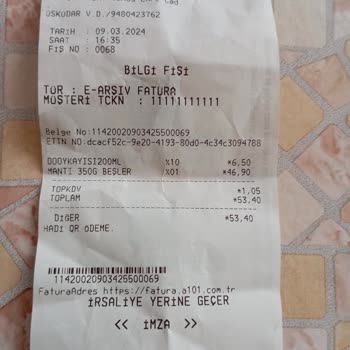 ÜSKÜDAR V.D./9480423762
TARİH : 09.03.2024
SAAT : 16:35
FİŞ NO : 0068
BİLGİ FİŞİ
TÜR : E-ARŞİV FATURA
MÜŞTERİ TCKN : 11111111111
Belge No:1142002090342550006​9
ETTN NO:dcacf52c-9e20-4193-80d0-4c34c3094788
DODYKAYISI200ML %10 *6,50
MANTI 350G BEŞLER %01 *46,90
TOPKDV *1,05
TOPLAM *53,40
DİĞER *53,40
HADİ QR ÖDEME.
11420020903425500069
FaturaAdres https://fatura.a101.com.tr
İRSALİYE YERİNE GEÇER
<< İMZA >>